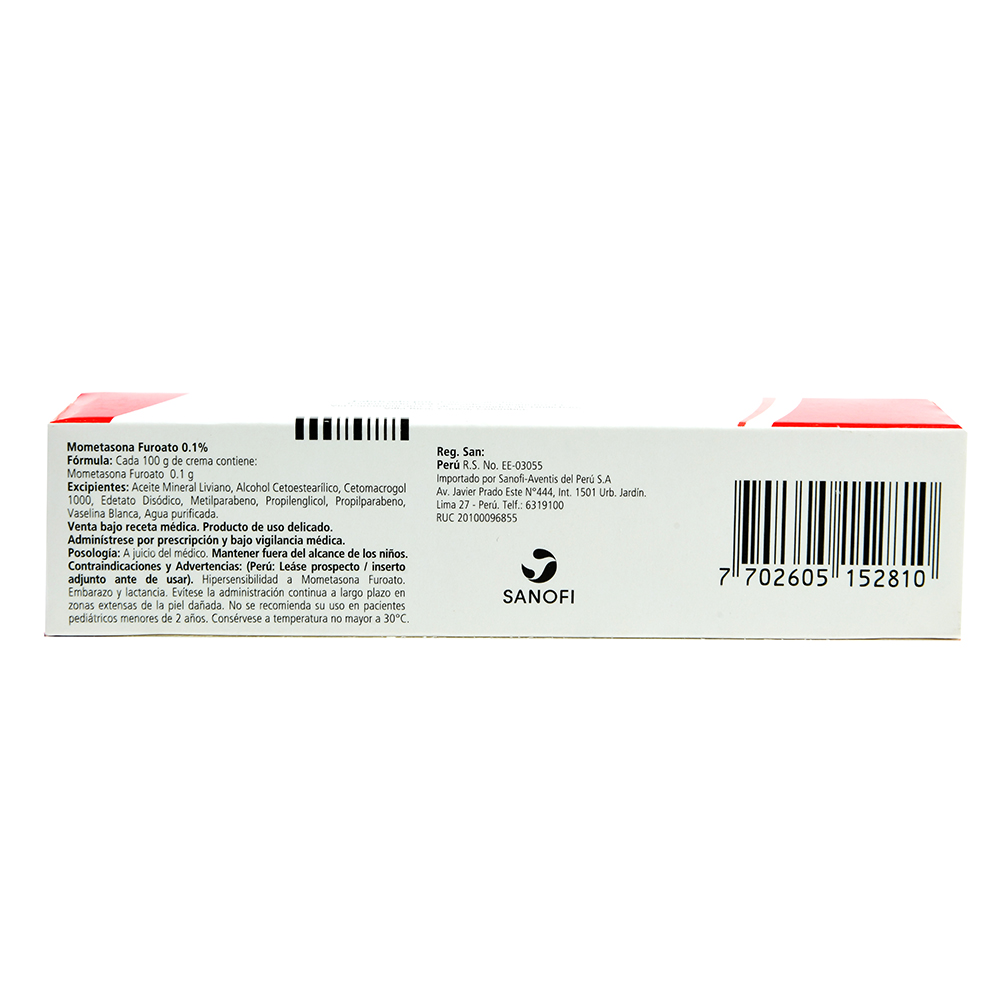 Mometasona Furoato 0.1%
Fórmula: Cada 100 g de crema contiene:
Mometasona Furoato 0.1 g
Excipientes: Aceite Mineral Liviano, Alcohol Cetoestearílico, Cetomacrogol
1000, Edetato Disódico, Metilparabeno, Propilenglicol, Propilparabeno,
Vaselina Blanca, Agua purificada.
Venta bajo receta médica. Producto de uso delicado.
Adminístrese por prescripción y bajo vigilancia médica.
Posología: A juicio del médico. Mantener fuera del alcance de los niños.
Contraindicaciones y Advertencias: (Perú: Leáse prospecto / inserto
adjunto ante de usar). Hipersensibilidad a Mometasona Furoato.
Embarazo y lactancia. Evítese la administración continua a largo plazo en
zonas extensas de la piel dañada. No se recomienda su uso en pacientes
pediátricos menores de 2 años. Consérvese a temperatura no mayor a 30°C.
Reg. San:
Perú R.S. No. EE-03055
Importado por Sanofi-Aventis del Perú S.A
Av. Javier Prado Este N°444, Int. 1501 Urb. Jardín.
Lima 27 - Perú. Telf.: 6319100
RUC 20100096855
SANOFI
7 702605 152810